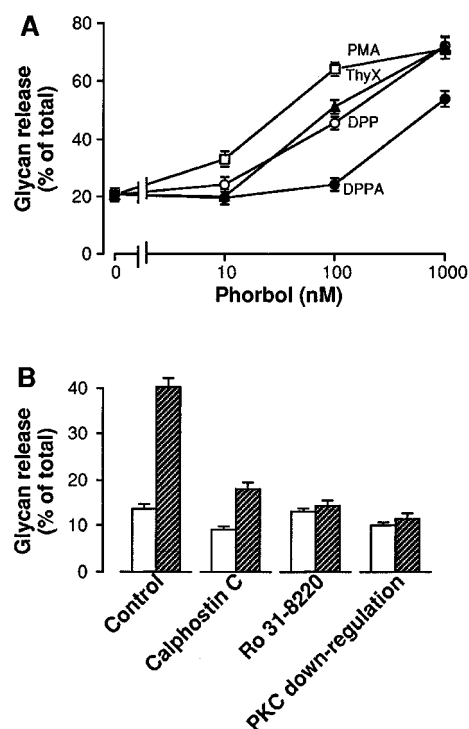 A
Glycan release
(% of total)
80
60
40
20
0
PMA
ThyX
DPP
DPPA
0
10
100
1000
Phorbol (nM)
B
Glycan release
(% of total)
40
30
20
10
0
Control
Calphostin C
Ro 31-8220
PKC down-regulation